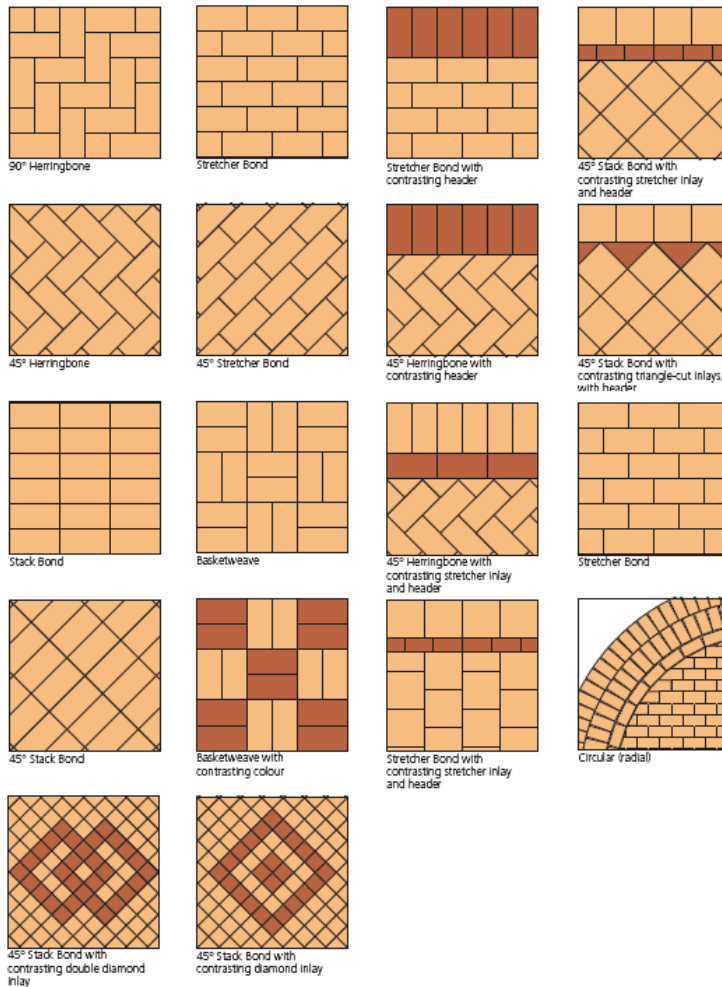 90° Herringbone
Stretcher Bond
Stretcher Bond with
contrasting header
45° Stack Bond with
contrasting stretcher inlay
and header
45° Herringbone
45° Stretcher Bond
45° Herringbone with
contrasting header
45° Stack Bond with
contrasting triangle-cut inlays,
with header
Stack Bond
Basketweave
45° Herringbone with
contrasting stretcher inlay
and header
Stretcher Bond
45° Stack Bond
Basketweave with
contrasting colour
Stretcher Bond with
contrasting stretcher inlay
and header
Circular (radial)
45° Stack Bond with
contrasting double diamond
inlay
45° Stack Bond with
contrasting diamond inlay